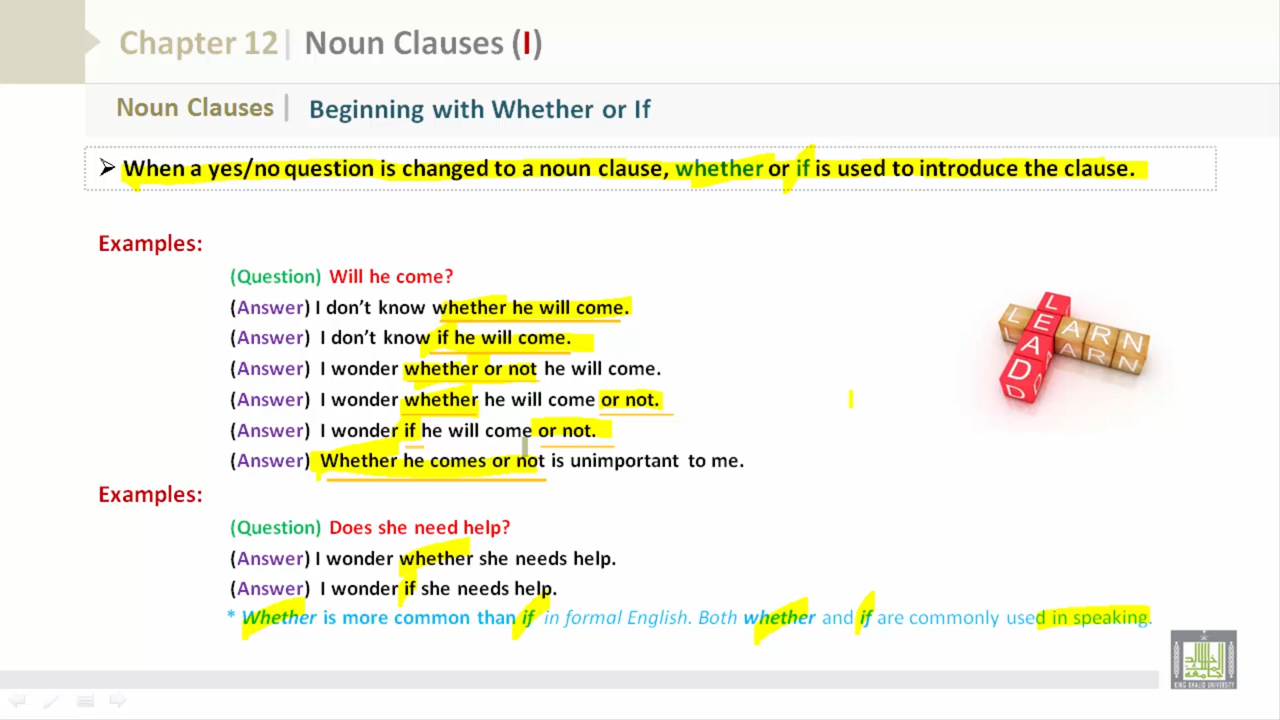 Chapter 12 | Noun Clauses (I)
Noun Clauses | Beginning with Whether or If
➢ When a yes/no question is changed to a noun clause, whether or if is used to introduce the clause.
Examples:
(Question) Will he come?
(Answer) I don't know whether he will come.
(Answer) I don't know if he will come.
(Answer) I wonder whether or not he will come.
(Answer) I wonder whether he will come or not.
(Answer) I wonder if he will come or not.
(Answer) Whether he comes or not is unimportant to me.
Examples:
(Question) Does she need help?
(Answer) I wonder whether she needs help.
(Answer) I wonder if she needs help.
* Whether is more common than if in formal English. Both whether and if are commonly used in speaking.
LEARN
LEAD
KING KHALID UNIVERSITY